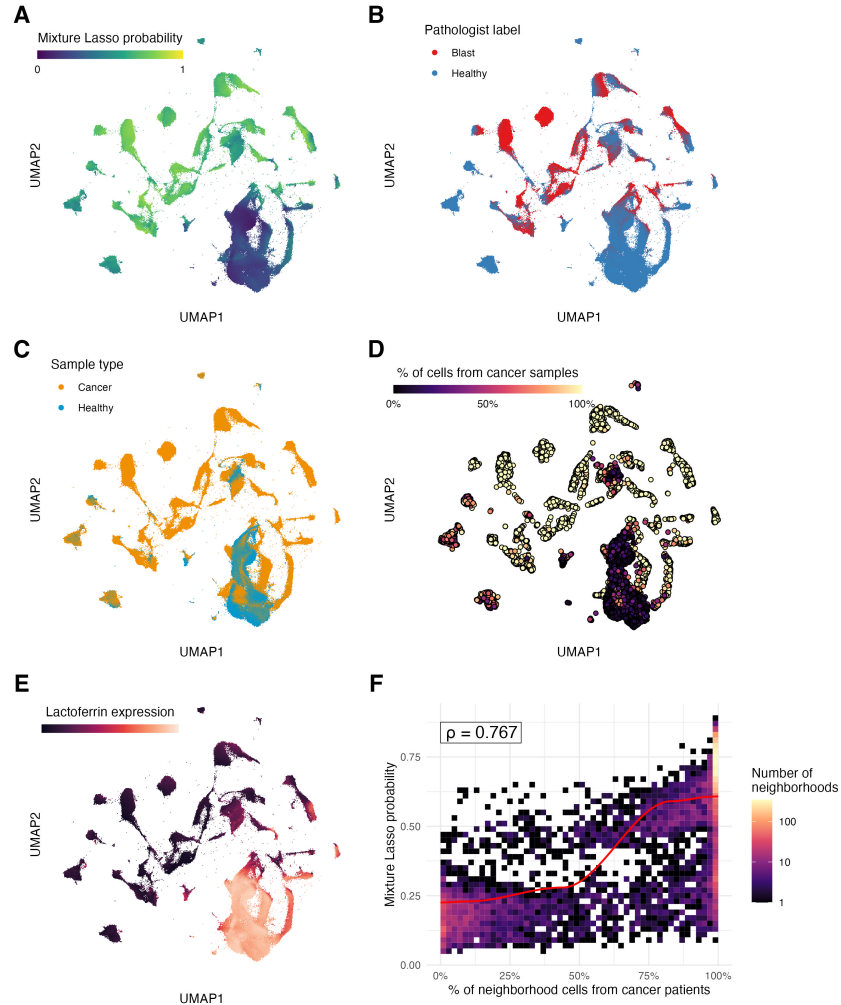 A
Mixture Lasso probability
0 1
UMAP2
UMAP1
B
Pathologist label
Blast
Healthy
UMAP2
UMAP1
C
Sample type
Cancer
Healthy
UMAP2
UMAP1
D
% of cells from cancer samples
0% 50% 100%
UMAP2
UMAP1
E
Lactoferrin expression
UMAP2
UMAP1
F
ρ = 0.767
Mixture Lasso probability
0.75
0.50
0.25
0.00
0% 25% 50% 75% 100%
% of neighborhood cells from cancer patients
Number of
neighborhoods
100
10
1